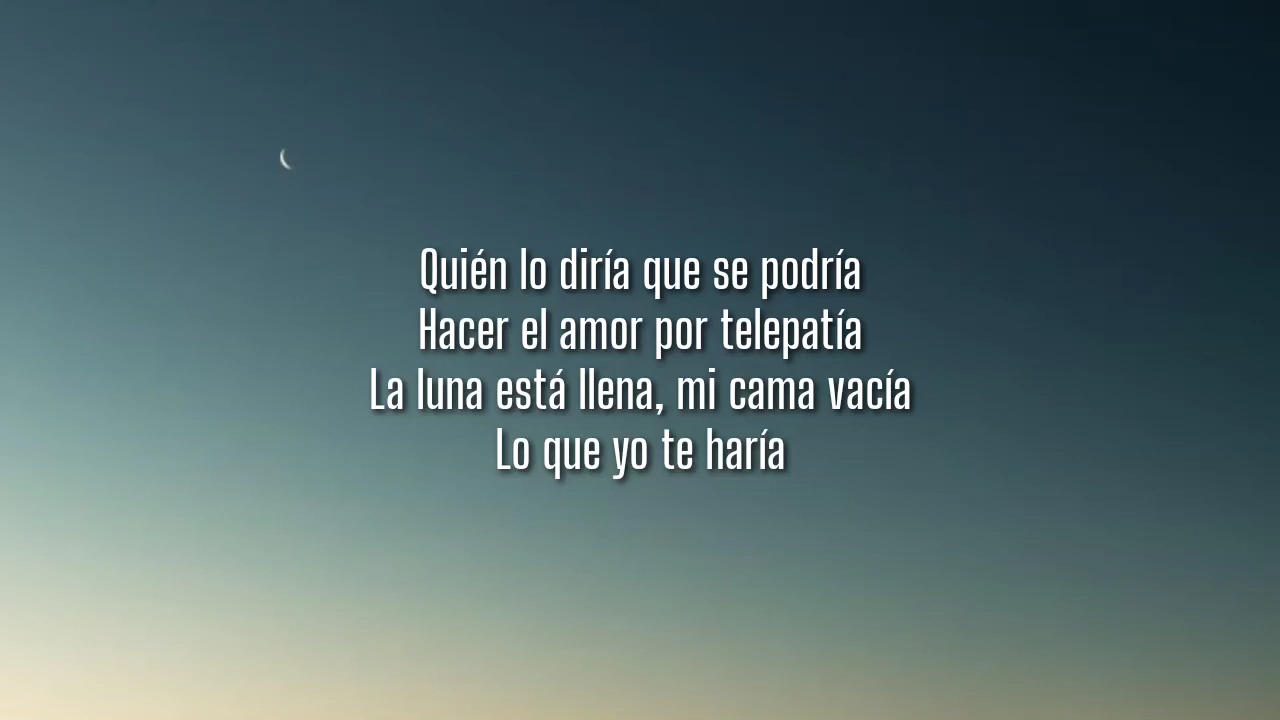 Quién lo diría que se podría
Hacer el amor por telepatía
La luna está llena, mi cama vacía
Lo que yo te haría